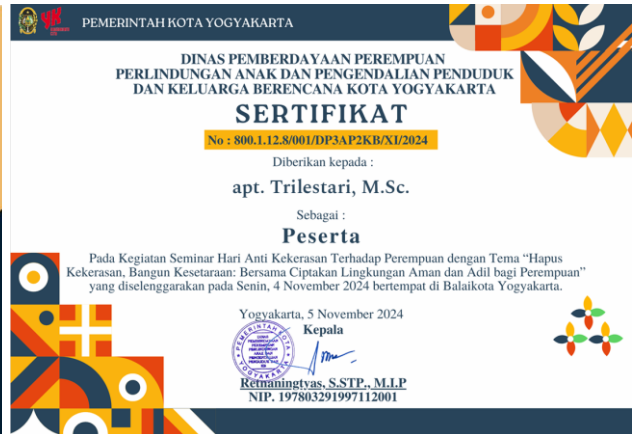 PEMERINTAH KOTA YOGYAKARTA
DINAS PEMBERDAYAAN PEREMPUAN
PERLINDUNGAN ANAK DAN PENGENDALIAN PENDUDUK
DAN KELUARGA BERENCANA KOTA YOGYAKARTA
SERTIFIKAT
No : 800.1.12.8/001/DP3AP2KB/XI/2024
Diberikan kepada :
apt. Trilestari, M.Sc.
Sebagai :
Peserta
Pada Kegiatan Seminar Hari Anti Kekerasan Terhadap Perempuan dengan Tema “Hapus
Kekerasan, Bangun Kesetaraan: Bersama Ciptakan Lingkungan Aman dan Adil bagi Perempuan”
yang diselenggarakan pada Senin, 4 November 2024 bertempat di Balaikota Yogyakarta.
Yogyakarta, 5 November 2024
Kepala
PEMERINTAH KOTA
YOGYAKARTA
Retnaningtyas, S.STP., M.I.P
NIP. 197803291997112001